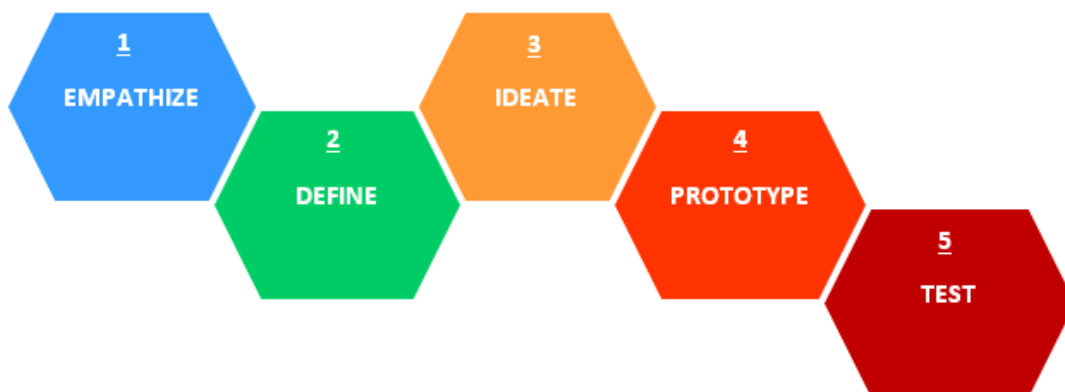 1
EMPATHIZE
2
DEFINE
3
IDEATE
4
PROTOTYPE
5
TEST